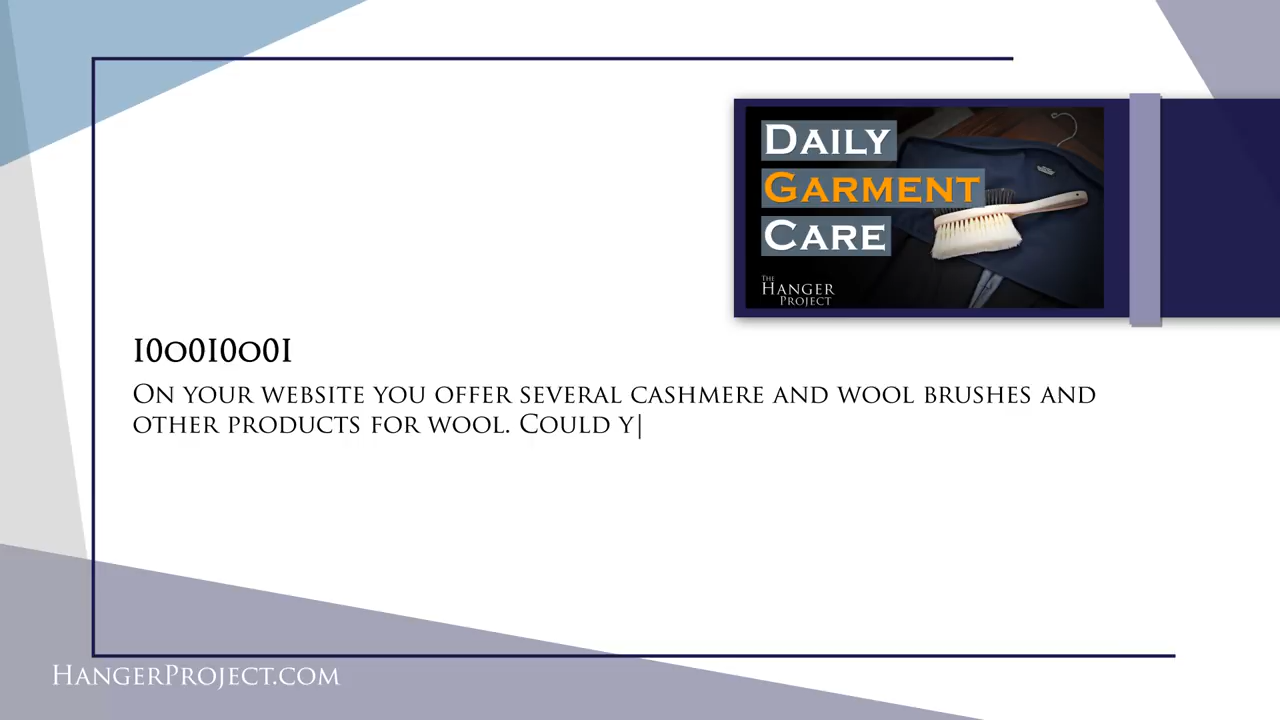 DAILY
GARMENT
CARE
THE
HANGER
PROJECT
I0O0I0O0I
ON YOUR WEBSITE YOU OFFER SEVERAL CASHMERE AND WOOL BRUSHES AND
OTHER PRODUCTS FOR WOOL. COULD Y|
HANGERPROJECT.COM